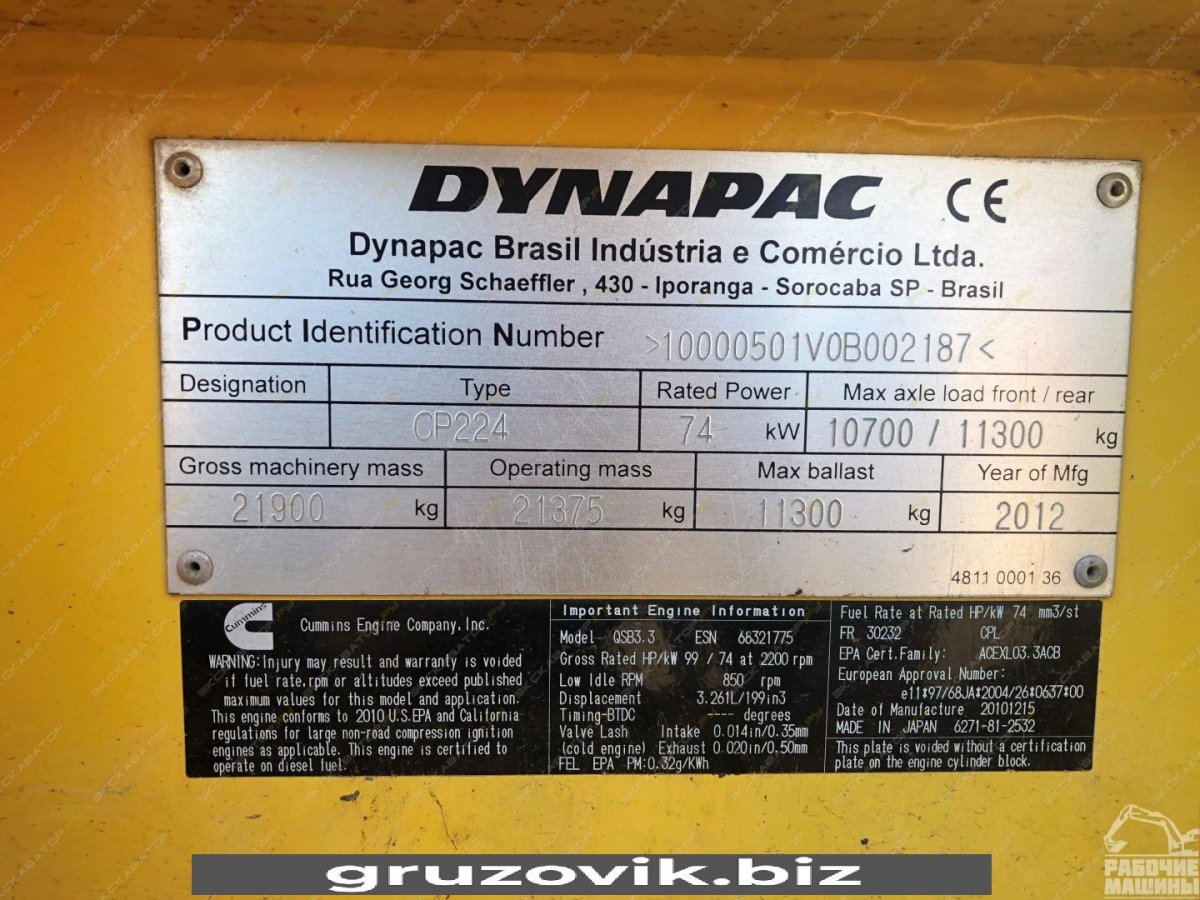 DYNAPAC CE
Dynapac Brasil Indústria e Comércio Ltda.
Rua Georg Schaeffler , 430 - Iporanga - Sorocaba SP - Brasil
Product Identification Number >10000501V0B002187<
Designation Type Rated Power Max axle load front / rear
CP224 74 kW 10700 / 11300 kg
Gross machinery mass Operating mass Max ballast Year of Mfg
21900 kg 21375 kg 11300 kg 2012
4811 0001 36
Cummins
Cummins Engine Company, Inc.
WARNING: Injury may result and warranty is voided
if fuel rate.rpm or altitudes exceed published
maximum values for this model and application.
This engine conforms to 2010 U.S.EPA and California
regulations for large non-road compression ignition
engines as applicable. This engine is certified to
operate on diesel fuel.
Important Engine Information
Model QSB3.3 ESN 68321775
Gross Rated HP/kW 99 / 74 at 2200 rpm
Low Idle RPM 850 rpm
Displacement 3.261L/199in3
Timing-BTDC ---- degrees
Valve Lash Intake 0.014in/0.35mm
(cold engine) Exhaust 0.020in/0.50mm
FEL EPA PM:0.32g/KWh
Fuel Rate at Rated HP/kW 74 mm3/st
FR 30232 CPL
EPA Cert.Family: ACEXL03.3ACB
European Approval Number:
e11*97/68JA*2004/26*0637*00
Date of Manufacture 20101215
MADE IN JAPAN 6271-81-2532
This plate is voided without a certification
plate on the engine cylinder block.
gruzovik.biz
РАБОЧИЕ
МАШИНЫ
ЭКСКАВАТОР.РУ